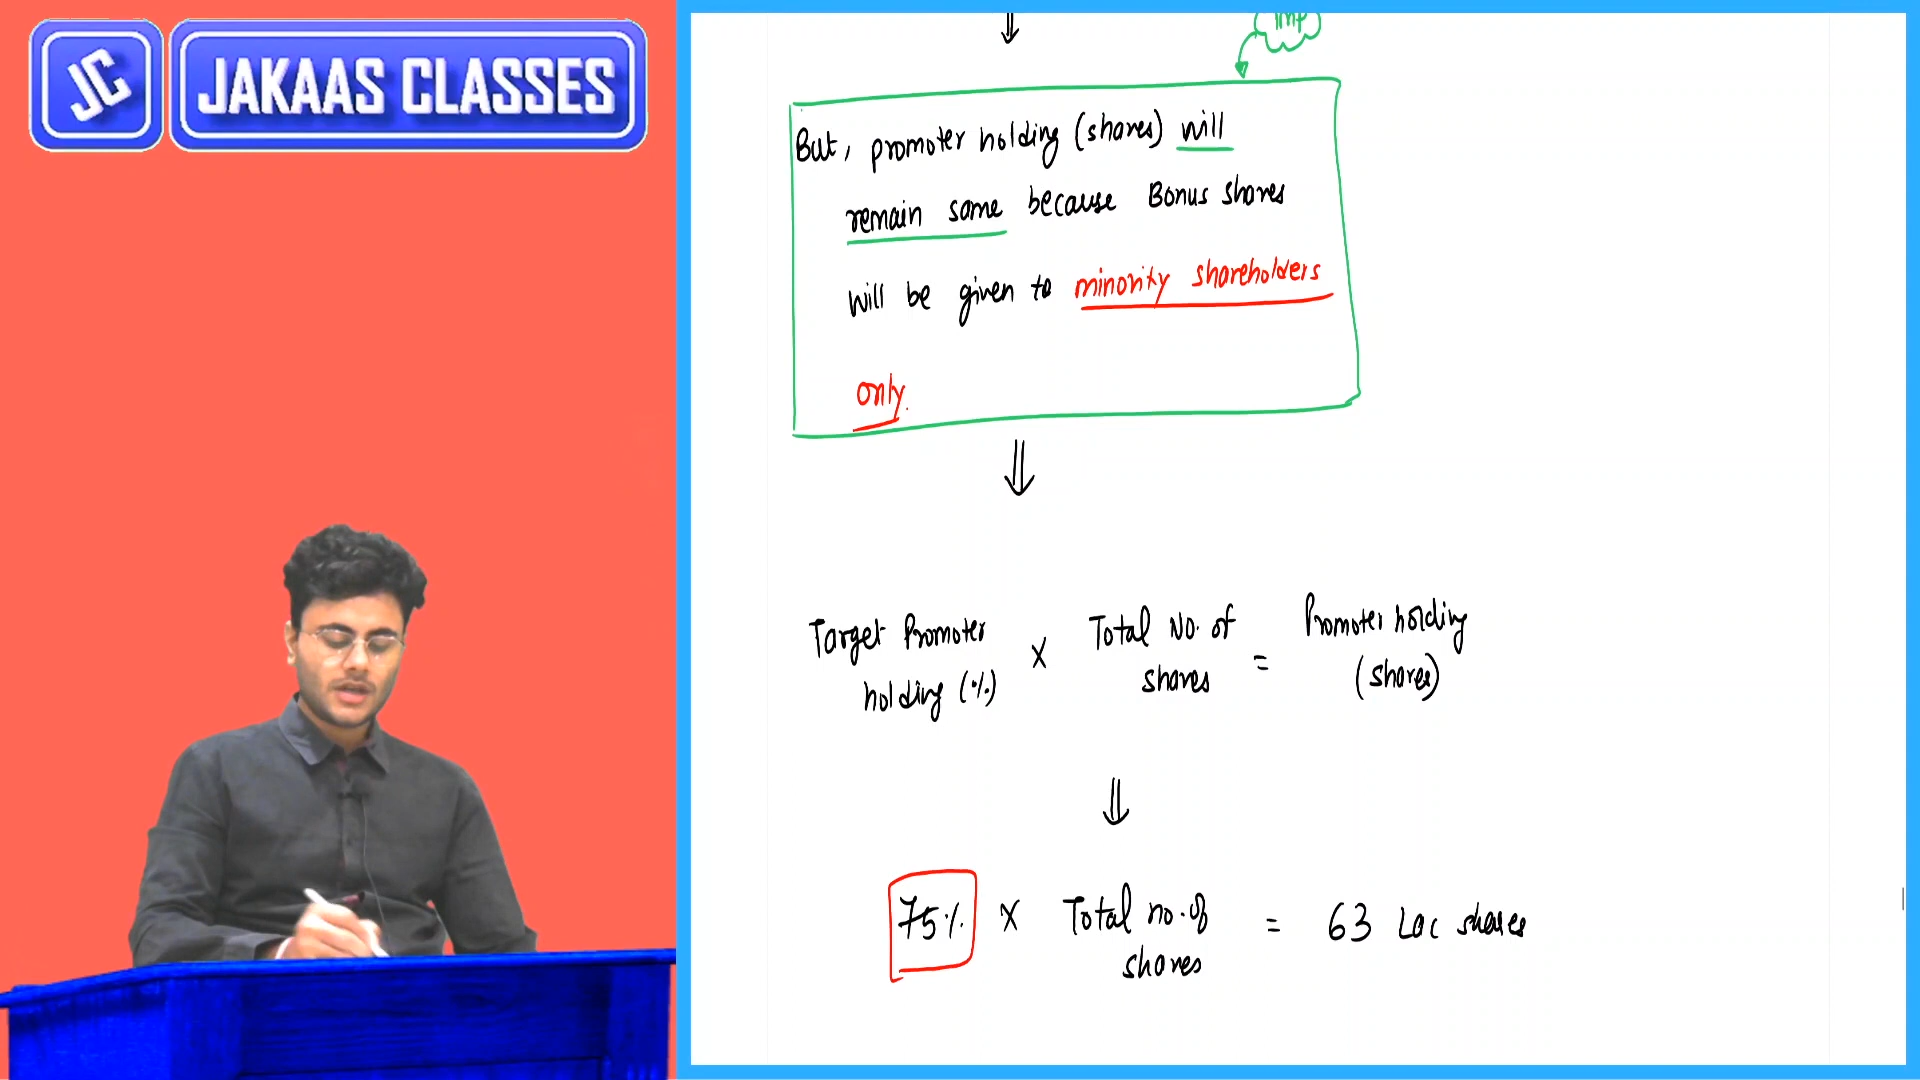 JC JAKAAS CLASSES
Imp
But, promoter holding (shares) will
remain same because Bonus shares
will be given to minority shareholders
only.
Target Promoter
holding (%)
×
Total No. of
shares
=
Promoter holding
(shares)
75% × Total no. of
shares
= 63 Lac shares